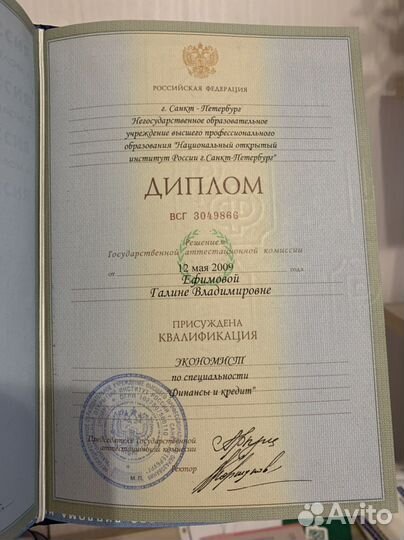 РОССИЙСКАЯ ФЕДЕРАЦИЯ
г. Санкт - Петербург
Негосударственное образовательное
учреждение высшего профессионального
образования "Национальный открытый
институт России г.Санкт-Петербург"
ДИПЛОМ
ВСГ 3049866
Решением
Государственной аттестационной комиссии
от 12 мая 2009 года
Ефимовой
Галине Владимировне
ПРИСУЖДЕНА
КВАЛИФИКАЦИЯ
ЭКОНОМИСТ
по специальности
"Финансы и кредит"
Председатель Государственной
аттестационной комиссии
Ректор
М.П.
Avito